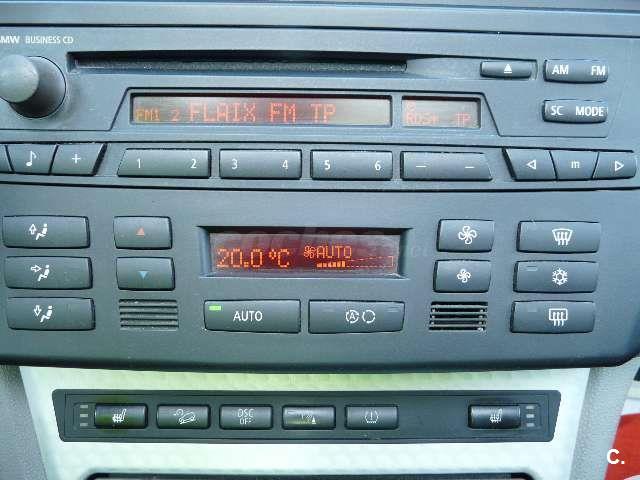 BMW BUSINESS CD
AM FM
FM1 2 FLAIX FM TP
RDS* TP
SC MODE
+
1 2 3 4 5 6 — — m
20.0°C AUTO
AUTO
A
DSC
OFF
C.